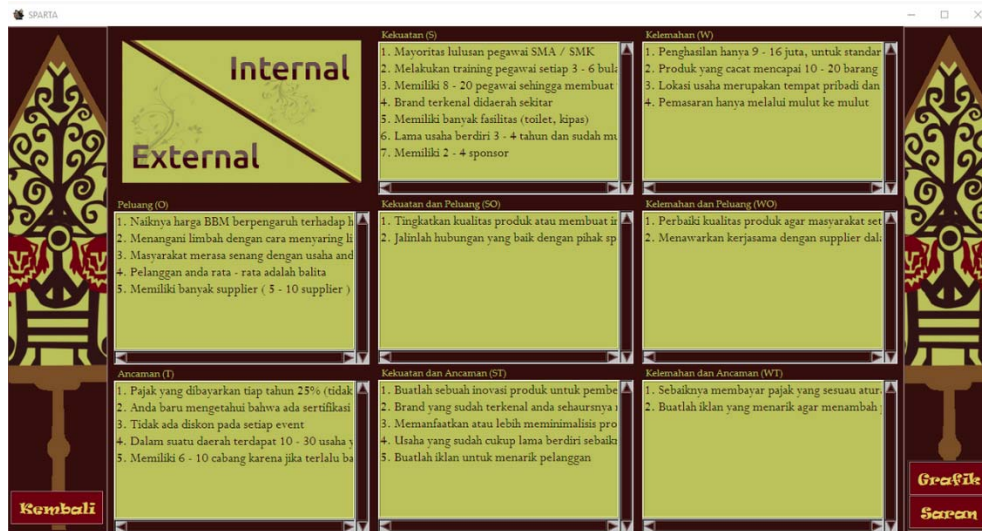 SPARTA
Internal
External
Kekuatan (S)
1. Mayoritas lulusan pegawai SMA / SMK
2. Melakukan training pegawai setiap 3 - 6 bula
3. Memiliki 8 - 20 pegawai sehingga membuat
4. Brand terkenal didaerah sekitar
5. Memiliki banyak fasilitas (toilet, kipas)
6. Lama usaha berdiri 3 - 4 tahun dan sudah mu
7. Memiliki 2 - 4 sponsor
Kelemahan (W)
1. Penghasilan hanya 9 - 16 juta, untuk standar
2. Produk yang cacat mencapai 10 - 20 barang
3. Lokasi usaha merupakan tempat pribadi dan
4. Pemasaran hanya melalui mulut ke mulut
Peluang (O)
1. Naiknya harga BBM berpengaruh terhadap h
2. Menangani limbah dengan cara menyaring li
3. Masyarakat merasa senang dengan usaha and
4. Pelanggan anda rata - rata adalah balita
5. Memiliki banyak supplier ( 5 - 10 supplier )
Kekuatan dan Peluang (SO)
1. Tingkatkan kualitas produk atau membuat in
2. Jalinlah hubungan yang baik dengan pihak sp
Kelemahan dan Peluang (WO)
1. Perbaiki kualitas produk agar masyarakat set
2. Menawarkan kerjasama dengan supplier dala
Ancaman (T)
1. Pajak yang dibayarkan tiap tahun 25% (tidak
2. Anda baru mengetahui bahwa ada sertifikasi
3. Tidak ada diskon pada setiap event
4. Dalam suatu daerah terdapat 10 - 30 usaha y
5. Memiliki 6 - 10 cabang karena jika terlalu ba
Kekuatan dan Ancaman (ST)
1. Buatlah sebuah inovasi produk untuk pembe
2. Brand yang sudah terkenal anda sehaursnya
3. Memanfaatkan atau lebih meminimalisis pro
4. Usaha yang sudah cukup lama berdiri sebaikn
5. Buatlah iklan untuk menarik pelanggan
Kelemahan dan Ancaman (WT)
1. Sebaiknya membayar pajak yang sesuau atur
2. Buatlah iklan yang menarik agar menambah
Kembali
Grafik
Saran